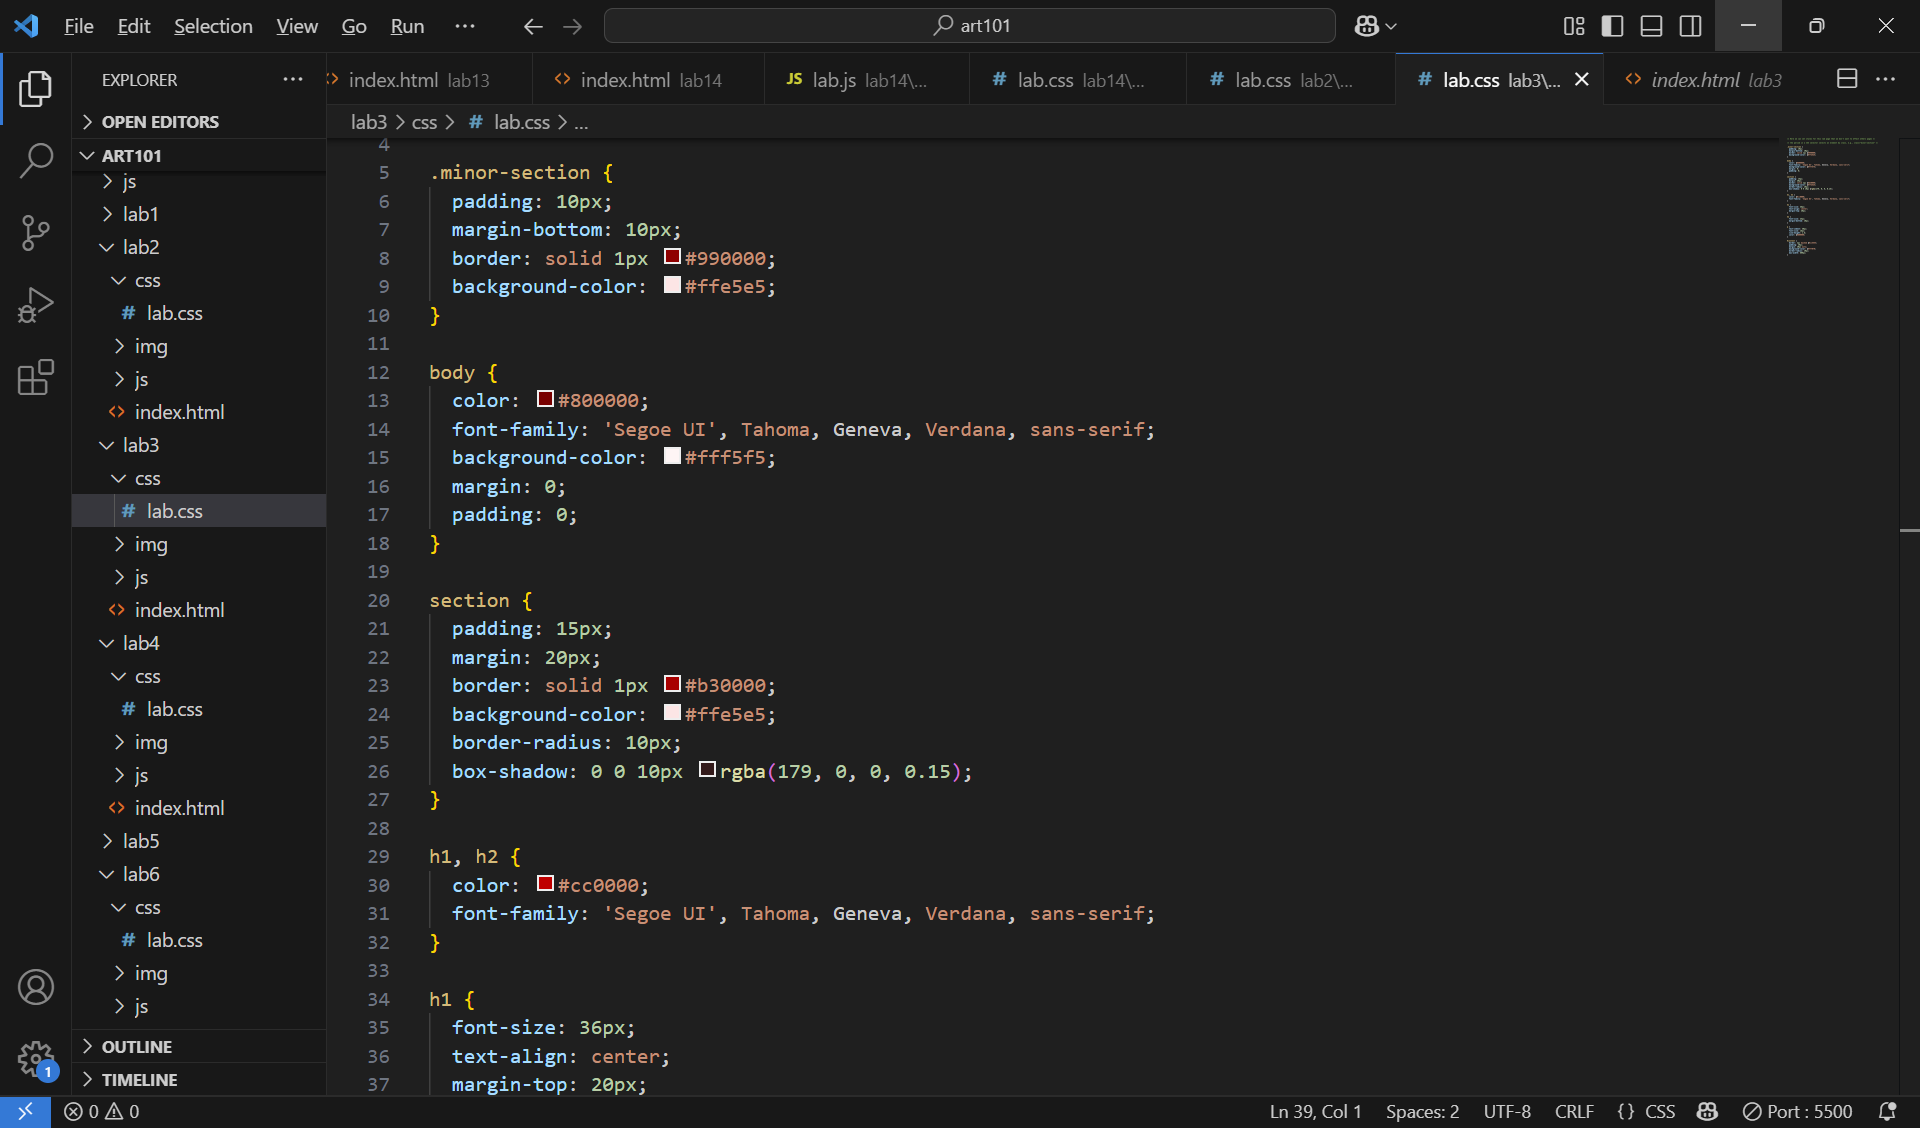 File Edit Selection View Go Run ··· art101
EXPLORER ···
index.html lab13
index.html lab14
JS lab.js lab14\...
# lab.css lab14\...
# lab.css lab2\...
# lab.css lab3\...
index.html lab3
OPEN EDITORS
ART101
js
lab1
lab2
css
# lab.css
img
js
index.html
lab3
css
# lab.css
img
js
index.html
lab4
css
# lab.css
img
js
index.html
lab5
lab6
css
# lab.css
img
js
OUTLINE
TIMELINE
1
lab3 > css > # lab.css > ...
4
5 .minor-section {
6 padding: 10px;
7 margin-bottom: 10px;
8 border: solid 1px #990000;
9 background-color: #ffe5e5;
10 }
11
12 body {
13 color: #800000;
14 font-family: 'Segoe UI', Tahoma, Geneva, Verdana, sans-serif;
15 background-color: #fff5f5;
16 margin: 0;
17 padding: 0;
18 }
19
20 section {
21 padding: 15px;
22 margin: 20px;
23 border: solid 1px #b30000;
24 background-color: #ffe5e5;
25 border-radius: 10px;
26 box-shadow: 0 0 10px rgba(179, 0, 0, 0.15);
27 }
28
29 h1, h2 {
30 color: #cc0000;
31 font-family: 'Segoe UI', Tahoma, Geneva, Verdana, sans-serif;
32 }
33
34 h1 {
35 font-size: 36px;
36 text-align: center;
37 margin-top: 20px;
0 0 Ln 39, Col 1 Spaces: 2 UTF-8 CRLF {} CSS Port : 5500